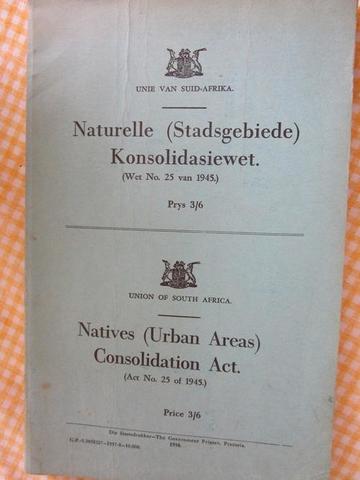 UNIE VAN SUID-AFRIKA.
Naturelle (Stadsgebiede)
Konsolidasiewet.
(Wet No. 25 van 1945.)
Prys 3/6
UNION OF SOUTH AFRICA.
Natives (Urban Areas)
Consolidation Act.
(Act No. 25 of 1945.)
Price 3/6
Die Staatsdrukker—The Government Printer, Pretoria.